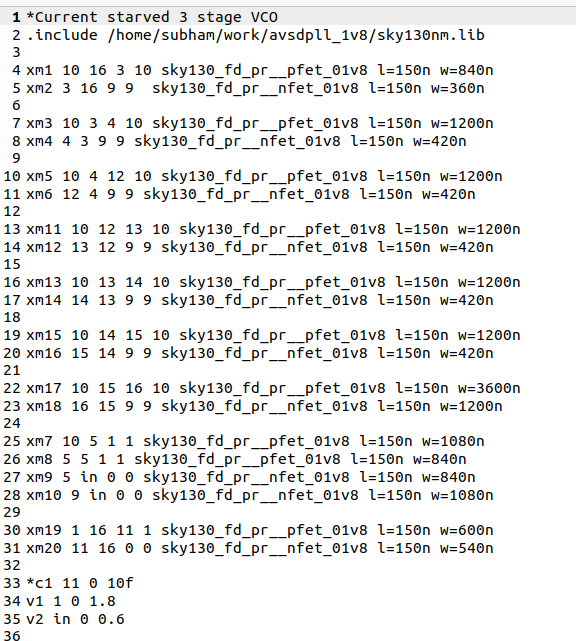 1 *Current starved 3 stage VCO
2 .include /home/subham/work/avsdpll_1v8/sky130nm.lib
3
4 xm1 10 16 3 10 sky130_fd_pr__pfet_01v8 l=150n w=840n
5 xm2 3 16 9 9  sky130_fd_pr__nfet_01v8 l=150n w=360n
6
7 xm3 10 3 4 10 sky130_fd_pr__pfet_01v8 l=150n w=1200n
8 xm4 4 3 9 9 sky130_fd_pr__nfet_01v8 l=150n w=420n
9
10 xm5 10 4 12 10 sky130_fd_pr__pfet_01v8 l=150n w=1200n
11 xm6 12 4 9 9 sky130_fd_pr__nfet_01v8 l=150n w=420n
12
13 xm11 10 12 13 10 sky130_fd_pr__pfet_01v8 l=150n w=1200n
14 xm12 13 12 9 9 sky130_fd_pr__nfet_01v8 l=150n w=420n
15
16 xm13 10 13 14 10 sky130_fd_pr__pfet_01v8 l=150n w=1200n
17 xm14 14 13 9 9 sky130_fd_pr__nfet_01v8 l=150n w=420n
18
19 xm15 10 14 15 10 sky130_fd_pr__pfet_01v8 l=150n w=1200n
20 xm16 15 14 9 9 sky130_fd_pr__nfet_01v8 l=150n w=420n
21
22 xm17 10 15 16 10 sky130_fd_pr__pfet_01v8 l=150n w=3600n
23 xm18 16 15 9 9 sky130_fd_pr__nfet_01v8 l=150n w=1200n
24
25 xm7 10 5 1 1 sky130_fd_pr__pfet_01v8 l=150n w=1080n
26 xm8 5 5 1 1 sky130_fd_pr__pfet_01v8 l=150n w=840n
27 xm9 5 in 0 0 sky130_fd_pr__nfet_01v8 l=150n w=840n
28 xm10 9 in 0 0 sky130_fd_pr__nfet_01v8 l=150n w=1080n
29
30 xm19 1 16 11 1 sky130_fd_pr__pfet_01v8 l=150n w=600n
31 xm20 11 16 0 0 sky130_fd_pr__nfet_01v8 l=150n w=540n
32
33 *c1 11 0 10f
34 v1 1 0 1.8
35 v2 in 0 0.6
36